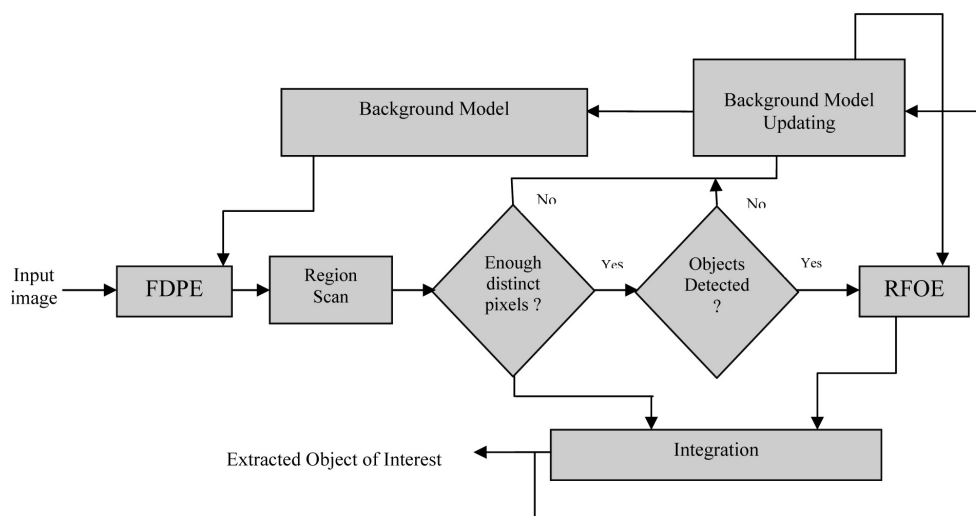 Background Model
Background Model
Updating
No
No
Input
image
FDPE
Region
Scan
Enough
distinct
pixels ?
Yes
Objects
Detected
?
Yes
RFOE
Integration
Extracted Object of Interest